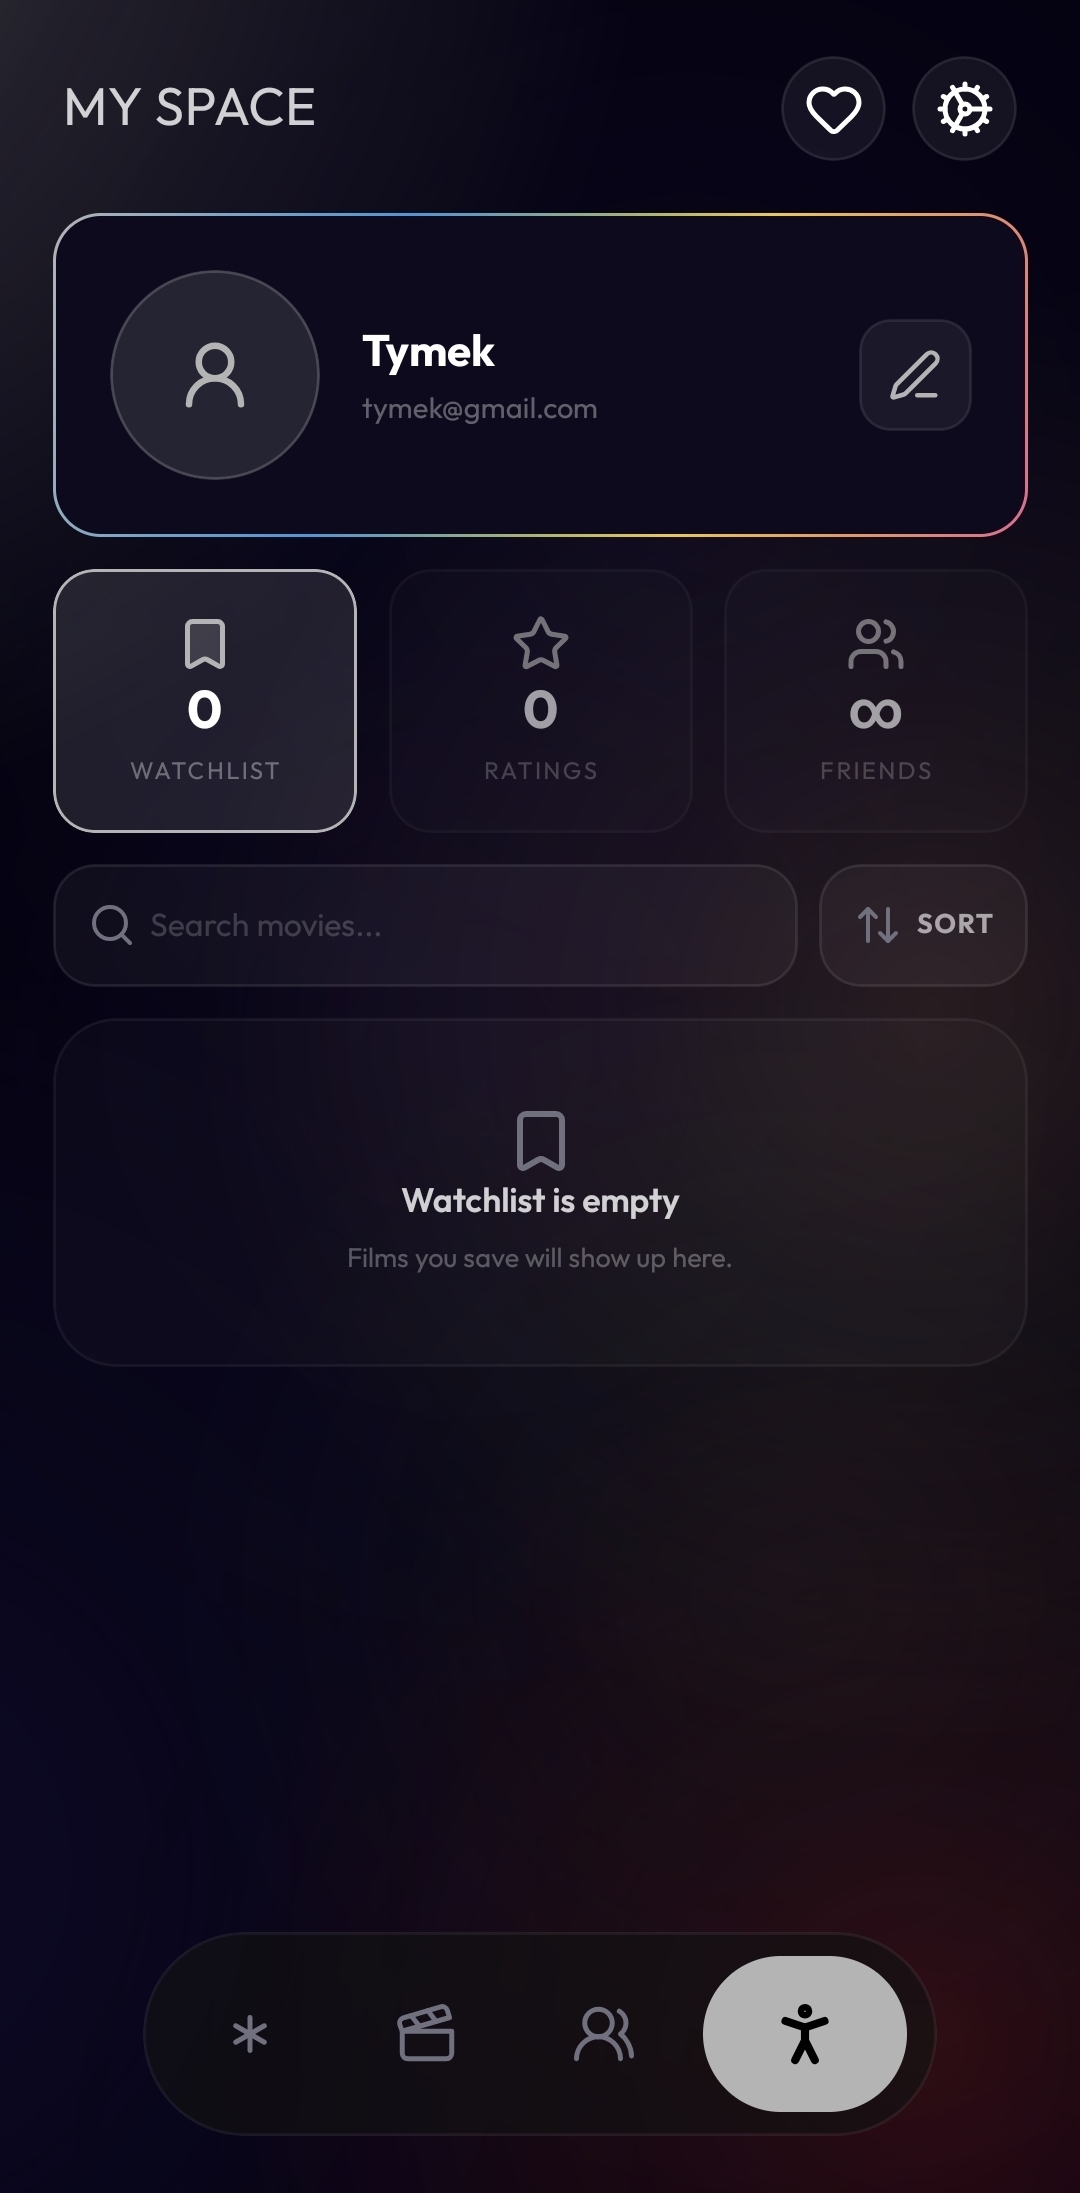 MY SPACE
Tymek
tymek@gmail.com
0
WATCHLIST
0
RATINGS
∞
FRIENDS
Search movies...
SORT
Watchlist is empty
Films you save will show up here.